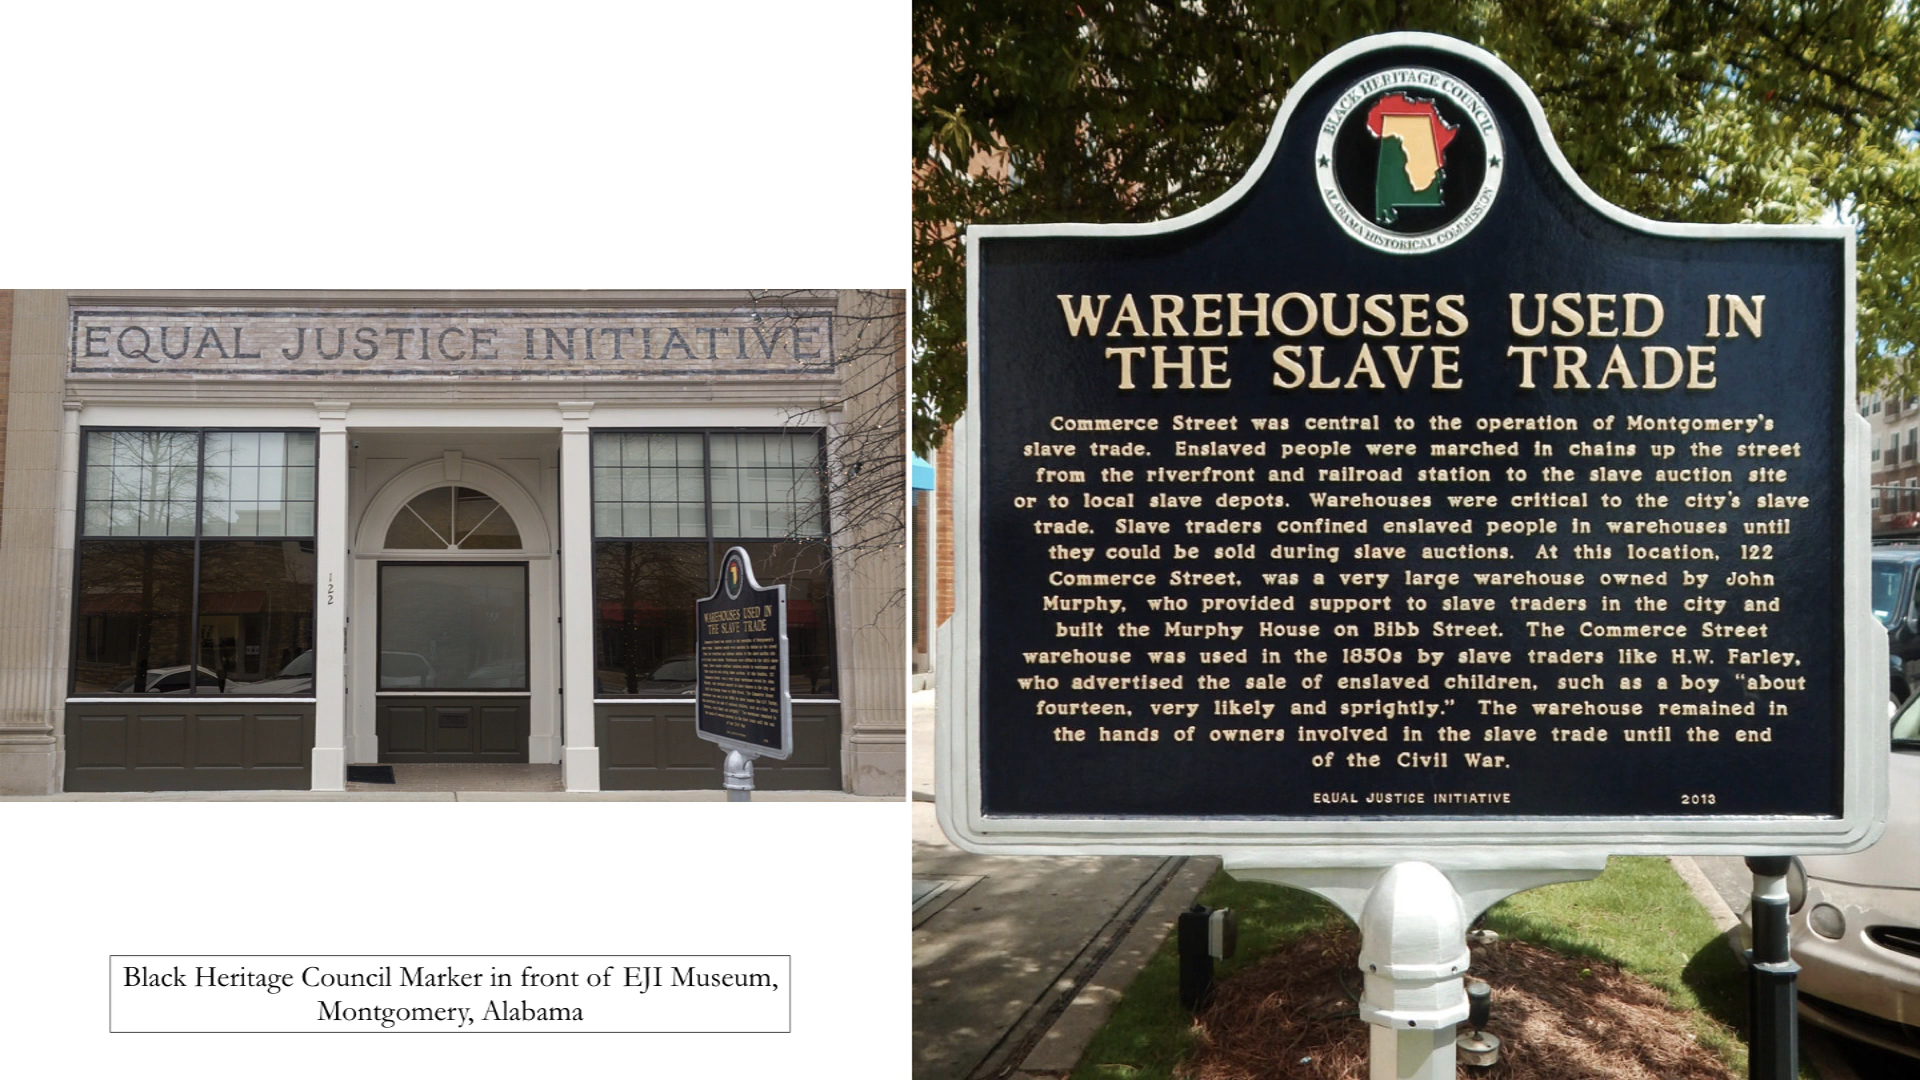 EQUAL JUSTICE INITIATIVE
122
WAREHOUSES USED IN
THE SLAVE TRADE
Black Heritage Council Marker in front of EJI Museum,
Montgomery, Alabama
BLACK HERITAGE COUNCIL
ALABAMA HISTORICAL COMMISSION
WAREHOUSES USED IN
THE SLAVE TRADE
Commerce Street was central to the operation of Montgomery's
slave trade. Enslaved people were marched in chains up the street
from the riverfront and railroad station to the slave auction site
or to local slave depots. Warehouses were critical to the city's slave
trade. Slave traders confined enslaved people in warehouses until
they could be sold during slave auctions. At this location, 122
Commerce Street, was a very large warehouse owned by John
Murphy, who provided support to slave traders in the city and
built the Murphy House on Bibb Street. The Commerce Street
warehouse was used in the 1850s by slave traders like H.W. Farley,
who advertised the sale of enslaved children, such as a boy "about
fourteen, very likely and sprightly." The warehouse remained in
the hands of owners involved in the slave trade until the end
of the Civil War.
EQUAL JUSTICE INITIATIVE 2013